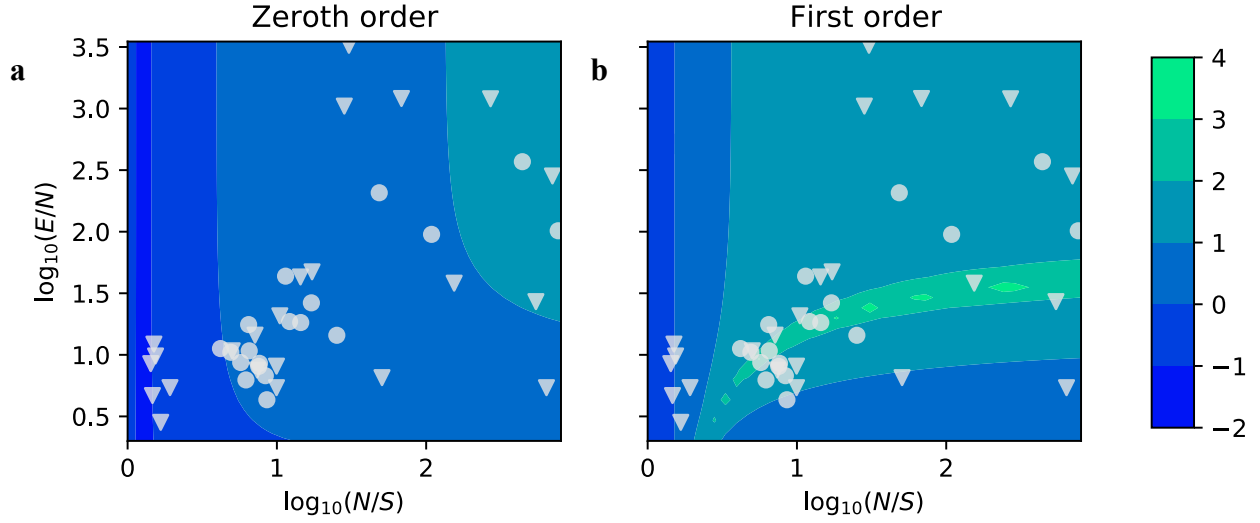 Zeroth order
First order
a
b
3.5
3.0
2.5
2.0
1.5
1.0
0.5
log₁₀(E/N)
0
1
2
log₁₀(N/S)
0
1
2
log₁₀(N/S)
4
3
2
1
0
−1
−2